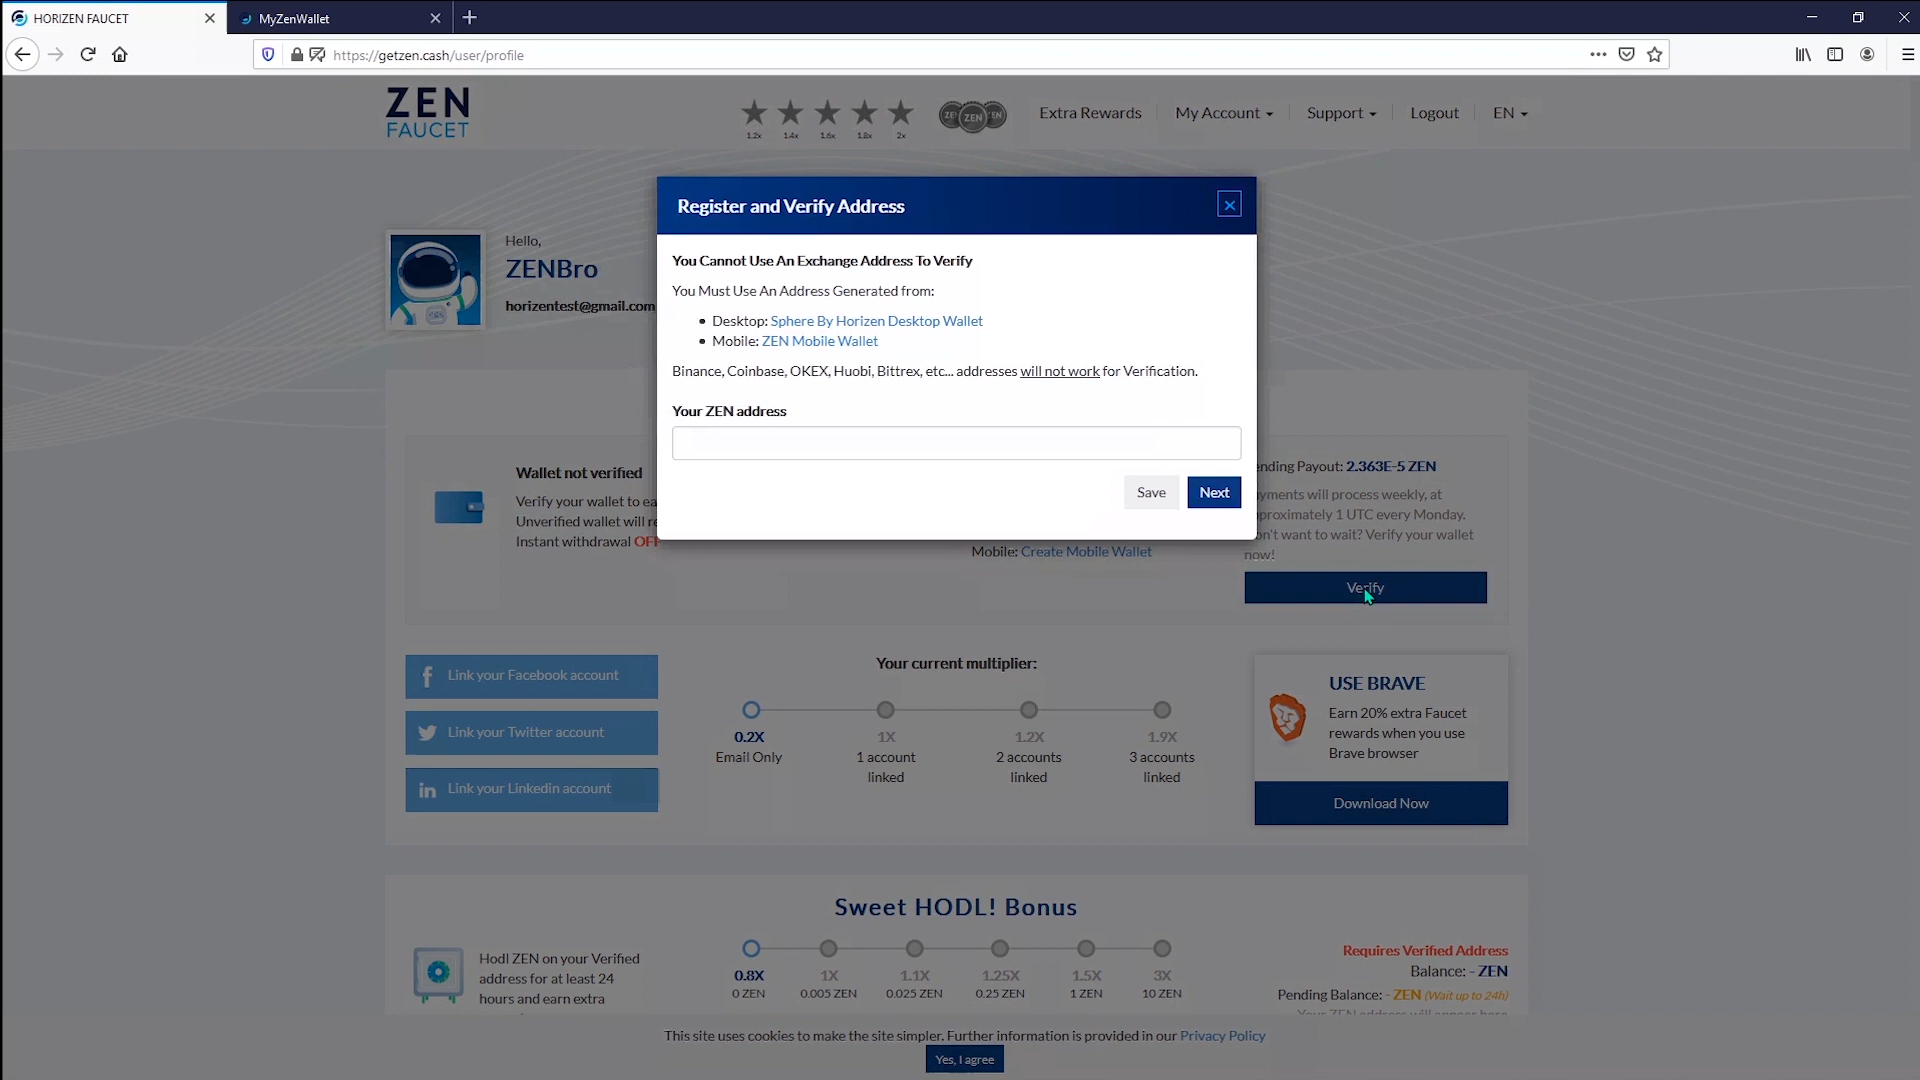 HORIZEN FAUCET
MyZenWallet
https://getzen.cash/user/profile
ZEN
FAUCET
1.2x 1.4x 1.6x 1.8x 2x
ZEN
Extra Rewards
My Account
Support
Logout
EN
Hello,
ZENBro
horizentest@gmail.com
Register and Verify Address
You Cannot Use An Exchange Address To Verify
You Must Use An Address Generated from:
Desktop: Sphere By Horizen Desktop Wallet
Mobile: ZEN Mobile Wallet
Binance, Coinbase, OKEX, Huobi, Bittrex, etc... addresses will not work for Verification.
Your ZEN address
Save
Next
Wallet not verified
Verify your wallet to ea
Unverified wallet will re
Instant withdrawal OFF
Mobile: Create Mobile Wallet
ending Payout: 2.363E-5 ZEN
yments will process weekly, at
proximately 1 UTC every Monday.
on't want to wait? Verify your wallet
now!
Verify
Link your Facebook account
Link your Twitter account
in Link your Linkedin account
Your current multiplier:
0.2X 1X 1.2X 1.9X
Email Only
1 account
linked
2 accounts
linked
3 accounts
linked
USE BRAVE
Earn 20% extra Faucet
rewards when you use
Brave browser
Download Now
Sweet HODL! Bonus
Hodl ZEN on your Verified
address for at least 24
hours and earn extra
0.8X 1X 1.1X 1.25X 1.5X 3X
0 ZEN 0.005 ZEN 0.025 ZEN 0.25 ZEN 1 ZEN 10 ZEN
Requires Verified Address
Balance: - ZEN
Pending Balance: - ZEN (Wait up to 24h)
Your ZEN address will appear here
This site uses cookies to make the site simpler. Further information is provided in our Privacy Policy
Yes, I agree